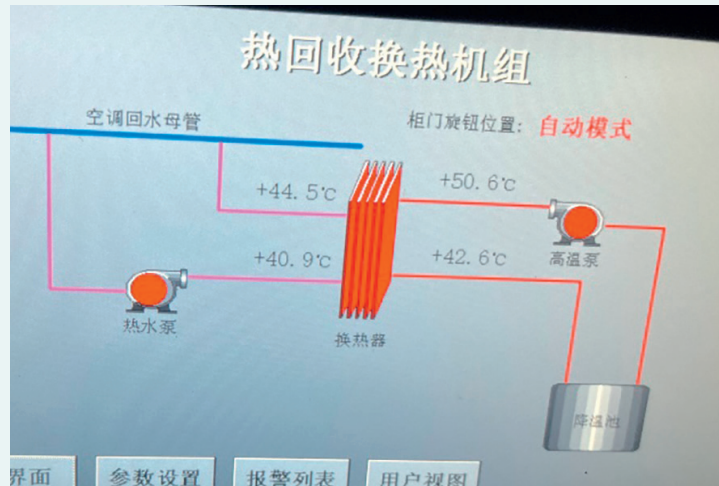 热回收换热机组
空调回水母管
柜门旋钮位置: 自动模式
+44.5℃
+50.6℃
+40.9℃
+42.6℃
高温泵
热水泵
换热器
降温池
界面
参数设置
报警列表
用户视图